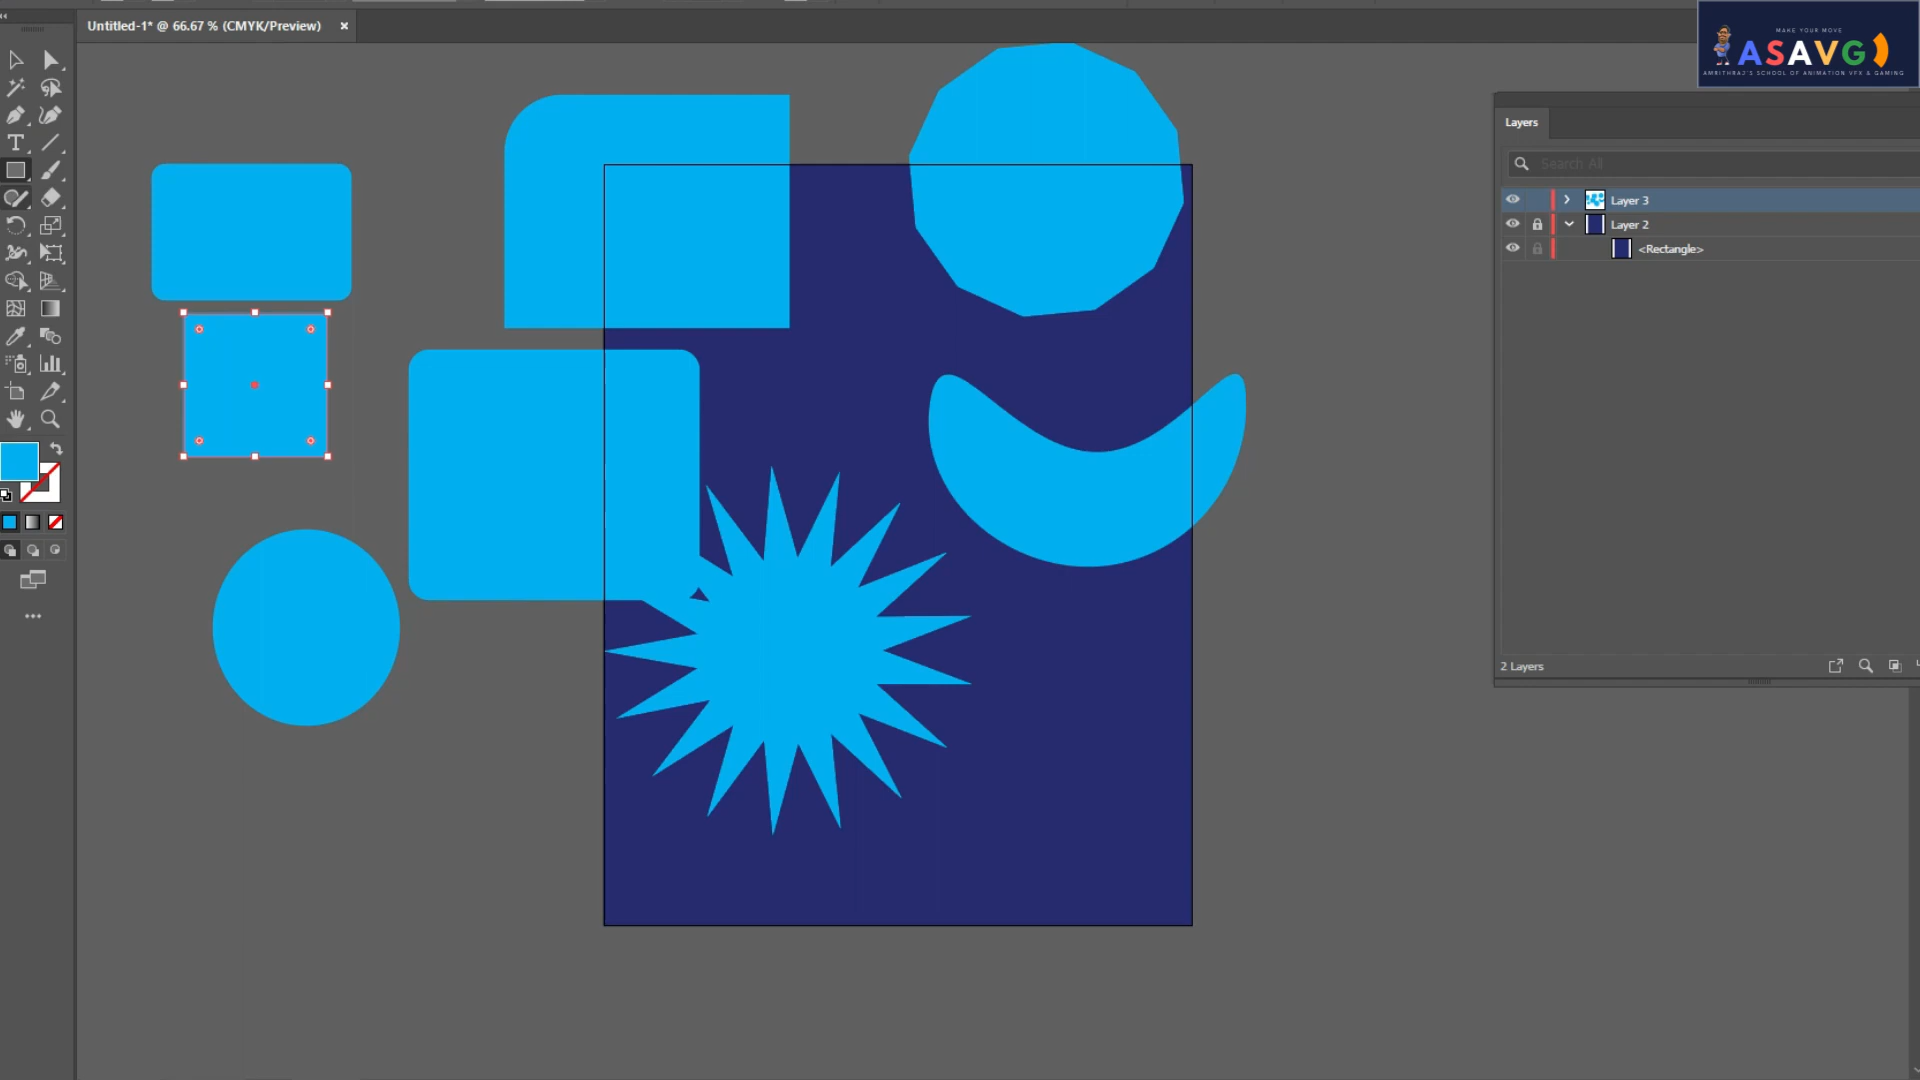 Untitled-1* @ 66.67 % (CMYK/Preview)
MAKE YOUR MOVE
ASAVG
AMRITHRAJ'S SCHOOL OF ANIMATION VFX & GAMING
Layers
Search All
Layer 3
Layer 2
<Rectangle>
2 Layers